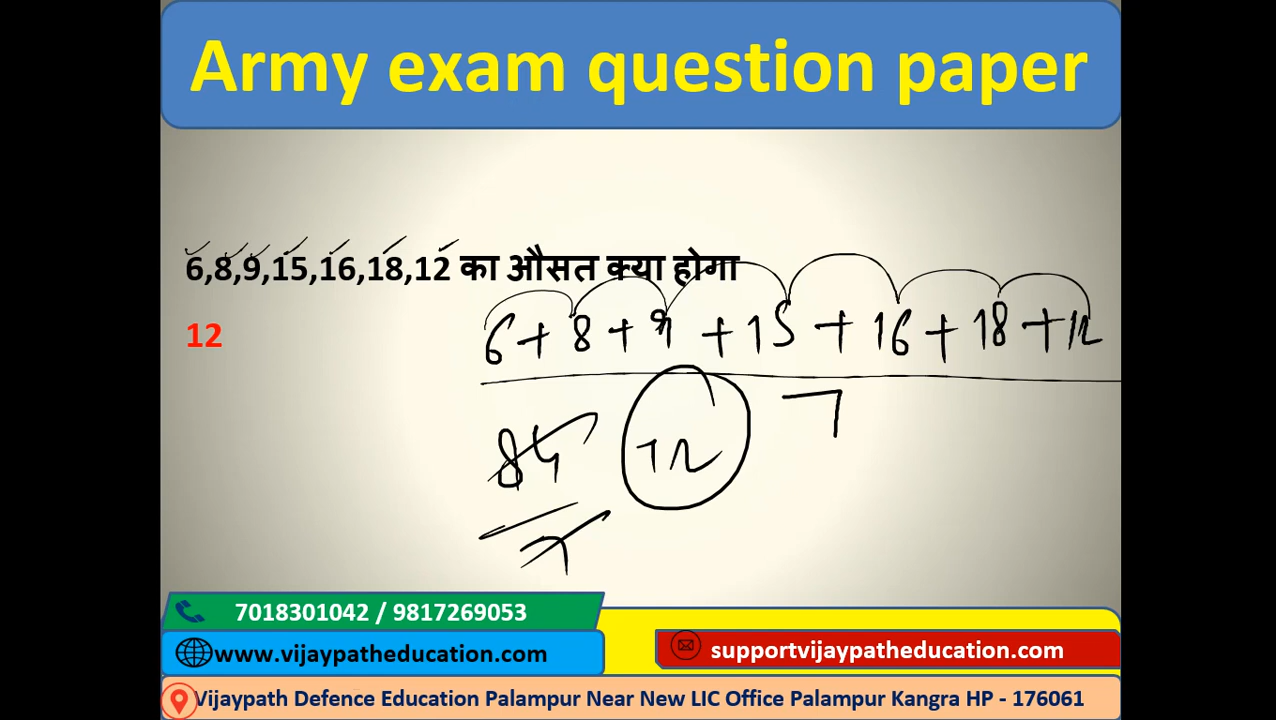 Army exam question paper
6,8,9,15,16,18,12 का औसत क्या होगा
12
6+8+9+15+16+18+12
7
84
7
12
7018301042 / 9817269053
www.vijaypatheducation.com
supportvijaypatheducation.com
Vijaypath Defence Education Palampur Near New LIC Office Palampur Kangra HP - 176061